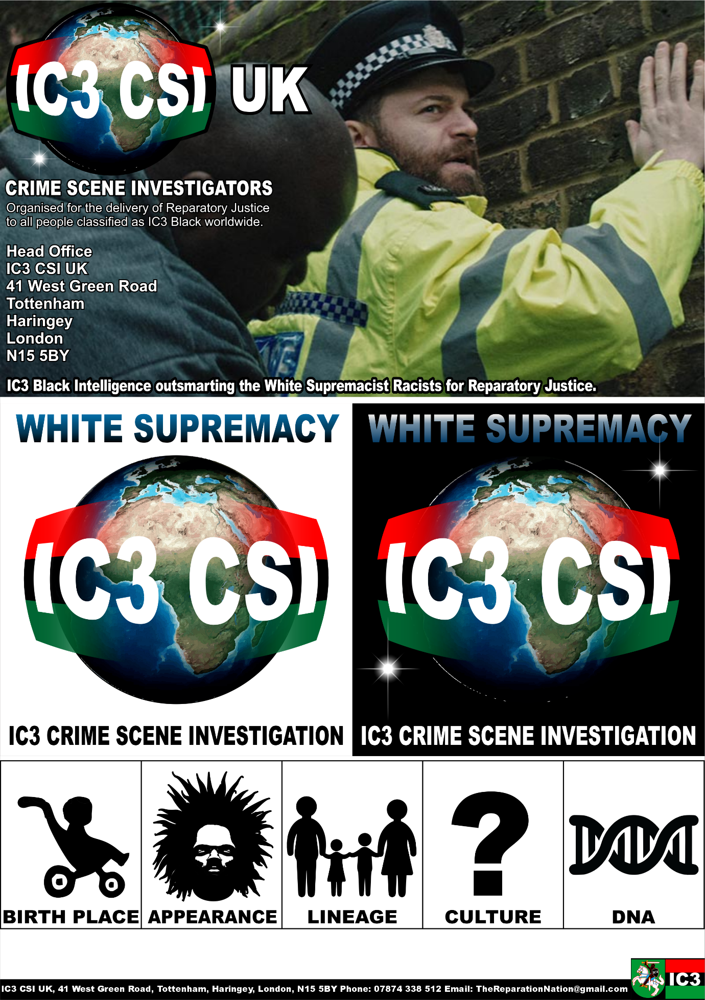 IC3 CSI UK
CRIME SCENE INVESTIGATORS
Organised for the delivery of Reparatory Justice
to all people classified as IC3 Black worldwide.
Head Office
IC3 CSI UK
41 West Green Road
Tottenham
Haringey
London
N15 5BY
IC3 Black Intelligence outsmarting the White Supremacist Racists for Reparatory Justice.
WHITE SUPREMACY
IC3 CSI
IC3 CRIME SCENE INVESTIGATION
WHITE SUPREMACY
IC3 CSI
IC3 CRIME SCENE INVESTIGATION
BIRTH PLACE
APPEARANCE
LINEAGE
CULTURE
DNA
IC3
IC3
IC3 CSI UK, 41 West Green Road, Tottenham, Haringey, London, N15 5BY Phone: 07874 338 512 Email: TheReparationNation@gmail.com